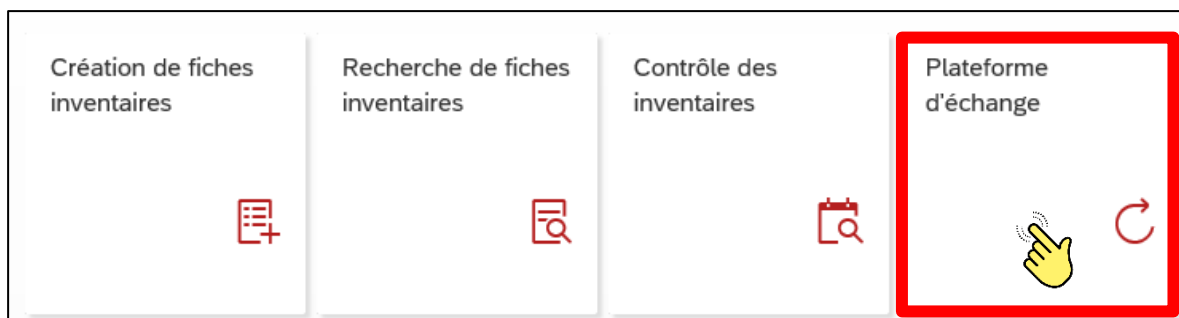 Création de fiches
inventaires
Recherche de fiches
inventaires
Contrôle des
inventaires
Plateforme
d'échange